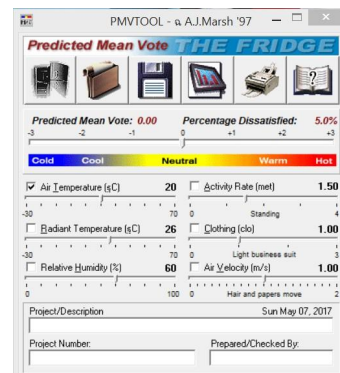 PMVTOOL - ค A.J.Marsh '97
Predicted Mean Vote THE FRIDGE
Predicted Mean Vote: 0.00 Percentage Dissatisfied: 5.0%
-3 -2 -1 0 +1 +2 +3
Cold Cool Neutral Warm Hot
Air Temperature (şC) 20
-30 70
Activity Rate (met) 1.50
0 Standing 4
Radiant Temperature (şC) 26
-30 70
Clothing (clo) 1.00
0 Light business suit 3
Relative Humidity (%) 60
0 100
Air Velocity (m/s) 1.00
0 Hair and papers move 2
Project/Description Sun May 07, 2017
Project Number: Prepared/Checked By: